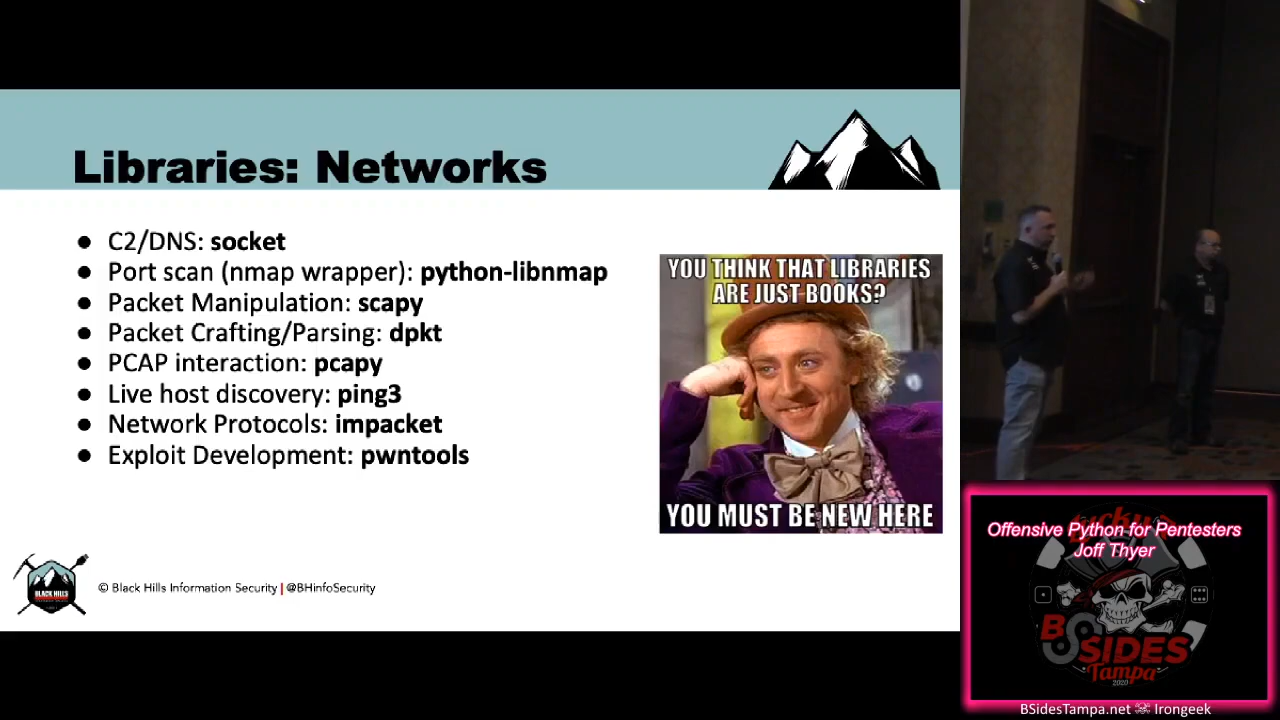 Libraries: Networks
● C2/DNS: socket
● Port scan (nmap wrapper): python-libnmap
● Packet Manipulation: scapy
● Packet Crafting/Parsing: dpkt
● PCAP interaction: pcapy
● Live host discovery: ping3
● Network Protocols: impacket
● Exploit Development: pwntools
YOU THINK THAT LIBRARIES
ARE JUST BOOKS?
YOU MUST BE NEW HERE
BLACK HILLS
© Black Hills Information Security | @BHinfoSecurity
Offensive Python for Pentesters
Joff Thyer
BSIDES
Tampa
2020
BSidesTampa.net ☠ Irongeek